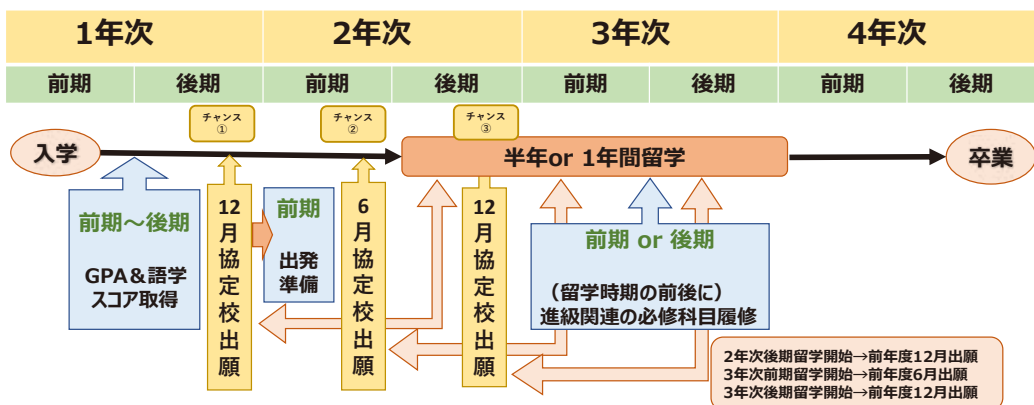 1年次
2年次
3年次
4年次
前期
後期
前期
後期
前期
後期
前期
後期
チャンス
①
チャンス
②
チャンス
③
入学
半年or 1年間留学
卒業
前期～後期
GPA＆語学
スコア取得
12月協定校出願
前期
出発
準備
6月協定校出願
12月協定校出願
前期 or 後期
（留学時期の前後に）
進級関連の必修科目履修
2年次後期留学開始→前年度12月出願
3年次前期留学開始→前年度6月出願
3年次後期留学開始→前年度12月出願